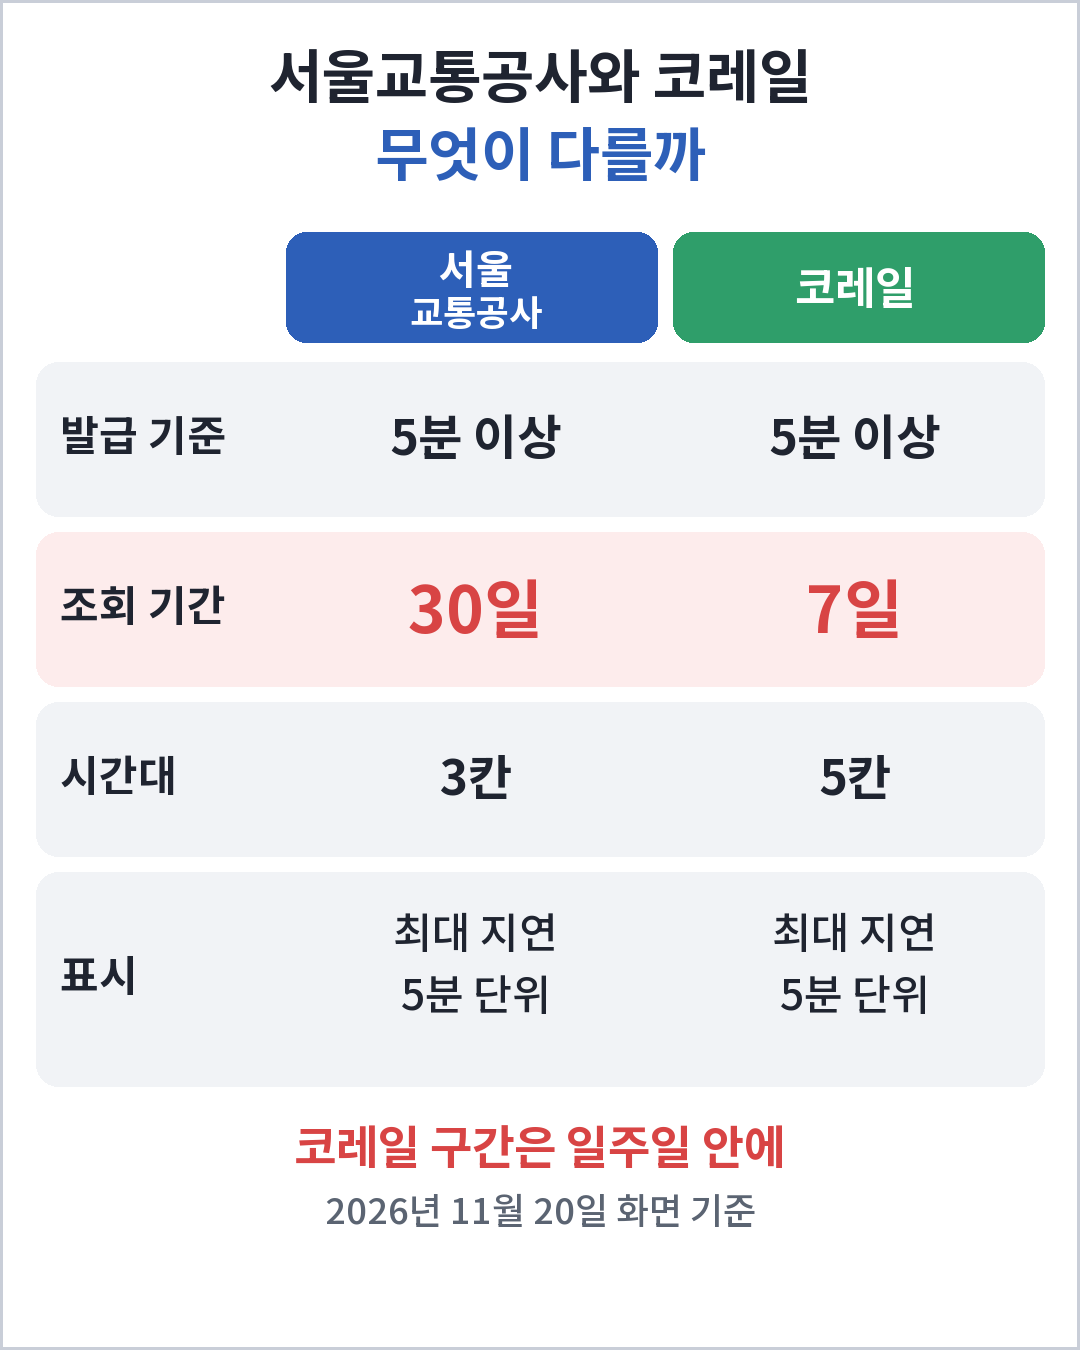 서울교통공사와 코레일
무엇이 다를까
서울
교통공사
코레일
발급 기준
5분 이상
5분 이상
조회 기간
30일
7일
시간대
3칸
5칸
표시
최대 지연
5분 단위
최대 지연
5분 단위
코레일 구간은 일주일 안에
2026년 11월 20일 화면 기준